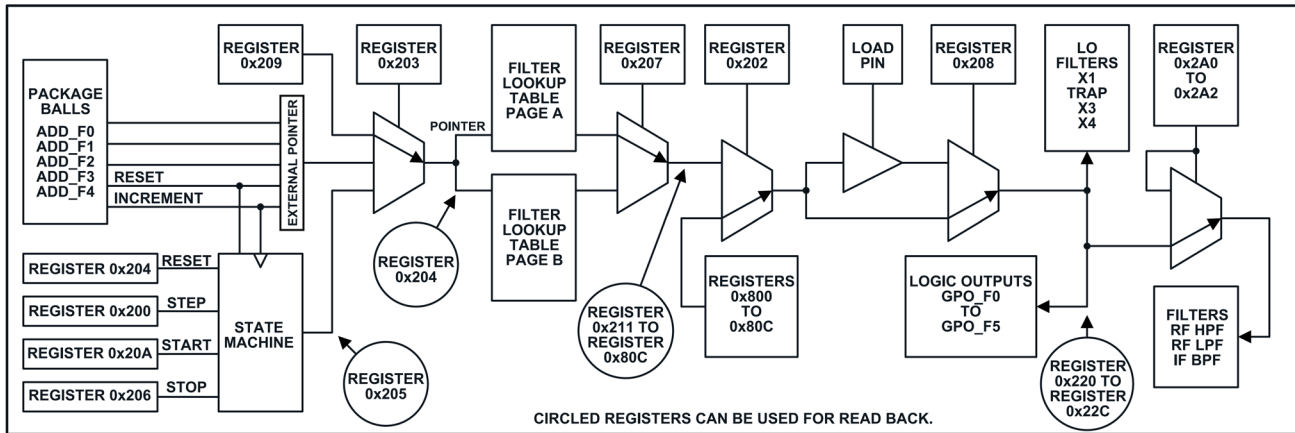 PACKAGE
BALLS
ADD_F0
ADD_F1
ADD_F2
ADD_F3
ADD_F4
RESET
INCREMENT
EXTERNAL POINTER
REGISTER 0x204
RESET
REGISTER 0x200
STEP
REGISTER 0x20A
START
REGISTER 0x206
STOP
STATE
MACHINE
REGISTER
0x205
REGISTER
0x209
REGISTER
0x203
POINTER
REGISTER
0x204
FILTER
LOOKUP
TABLE
PAGE A
FILTER
LOOKUP
TABLE
PAGE B
REGISTER
0x207
REGISTER
0x211 TO
REGISTER
0x80C
REGISTER
0x202
REGISTERS
0x800
TO
0x80C
LOAD
PIN
REGISTER
0x208
LOGIC OUTPUTS
GPO_F0
TO
GPO_F5
LO
FILTERS
X1
TRAP
X3
X4
REGISTER
0x220 TO
REGISTER
0x22C
REGISTER
0x2A0
TO
0x2A2
FILTERS
RF HPF
RF LPF
IF BPF
CIRCLED REGISTERS CAN BE USED FOR READ BACK.